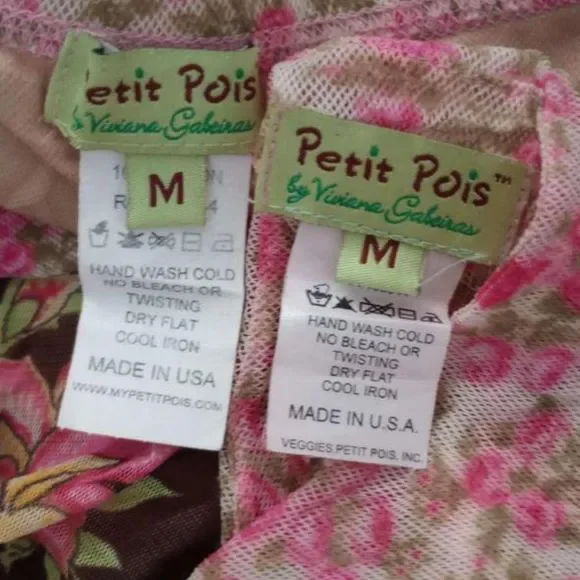 etit Pois
Viviana Gabeiras
M
HAND WASH COLD
NO BLEACH OR
TWISTING
DRY FLAT
COOL IRON
MADE IN USA
WWW.MYPETITPOIS.COM
Petit Pois™
by Viviana Gabeiras
M
HAND WASH COLD
NO BLEACH OR
TWISTING
DRY FLAT
COOL IRON
MADE IN U.S.A.
VEGGIES.PETIT POIS, INC.